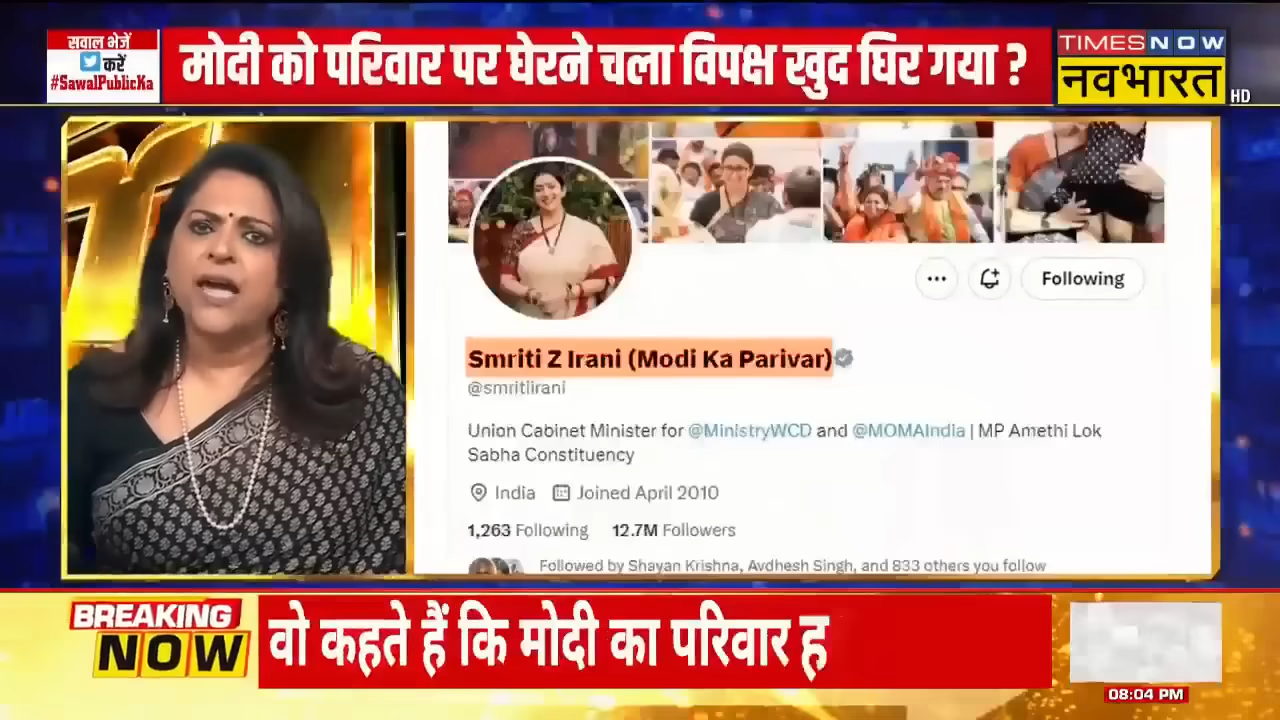 सवाल भेजें
करें
#SawalPublicKa
मोदी को परिवार पर घेरने चला विपक्ष खुद घिर गया ?
TIMES NOW
नवभारत
HD
Following
Smriti Z Irani (Modi Ka Parivar)
@smritiirani
Union Cabinet Minister for @MinistryWCD and @MOMAIndia | MP Amethi Lok
Sabha Constituency
India Joined April 2010
1,263 Following 12.7M Followers
Followed by Shayan Krishna, Avdhesh Singh, and 833 others you follow
BREAKING
NOW
वो कहते हैं कि मोदी का परिवार ह
08:04 PM